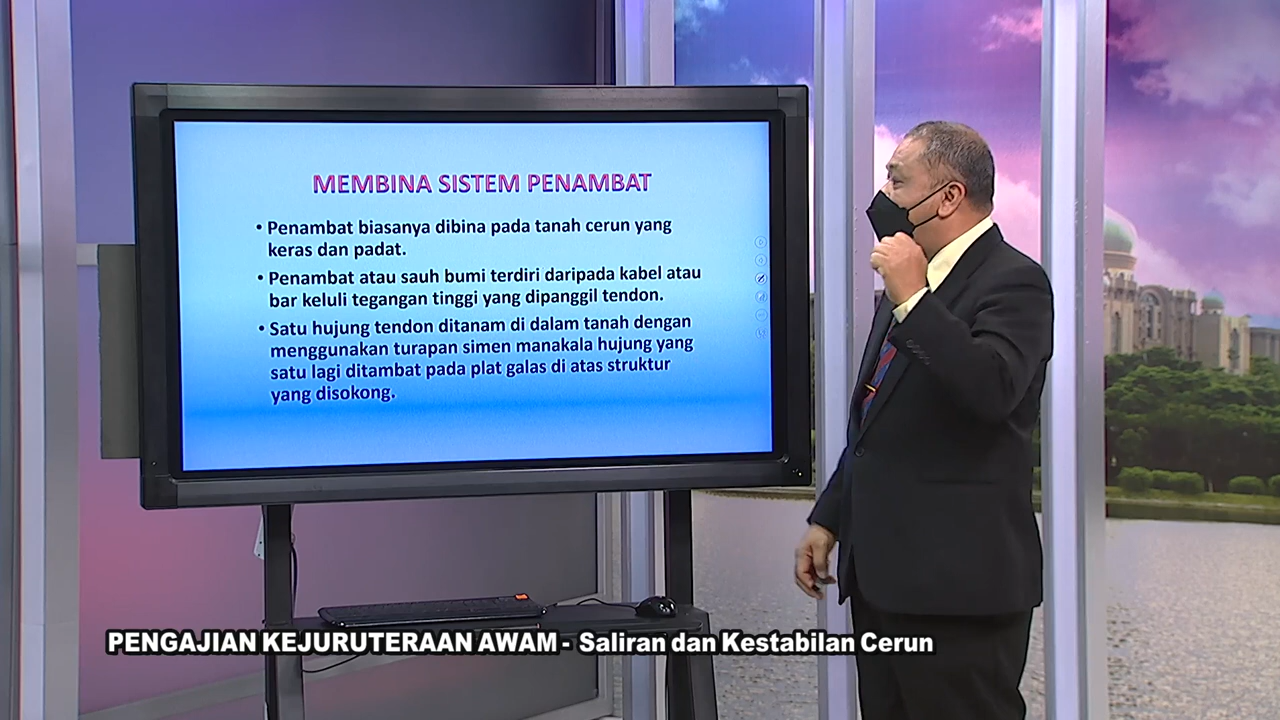 MEMBINA SISTEM PENAMBAT
• Penambat biasanya dibina pada tanah cerun yang
keras dan padat.
• Penambat atau sauh bumi terdiri daripada kabel atau
bar keluli tegangan tinggi yang dipanggil tendon.
• Satu hujung tendon ditanam di dalam tanah dengan
menggunakan turapan simen manakala hujung yang
satu lagi ditambat pada plat galas di atas struktur
yang disokong.
PENGAJIAN KEJURUTERAAN AWAM - Saliran dan Kestabilan Cerun